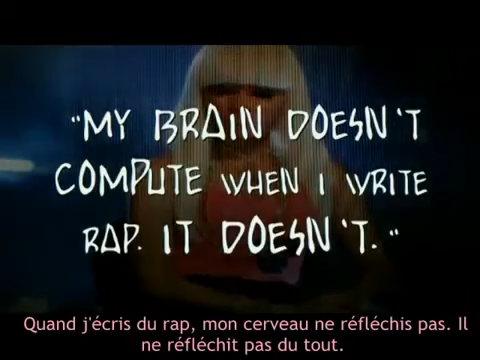 "MY BRAIN DOESN'T
COMPUTE WHEN I WRITE
RAP. IT DOESN'T."
Quand j'écris du rap, mon cerveau ne réfléchis pas. Il
ne réfléchit pas du tout.